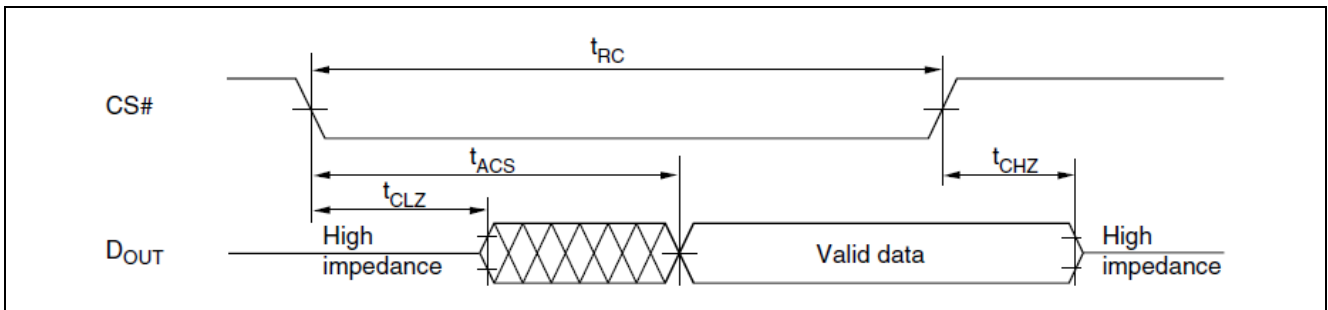 tRC
CS#
tACS
tCHZ
tCLZ
DOUT
High
impedance
Valid data
High
impedance